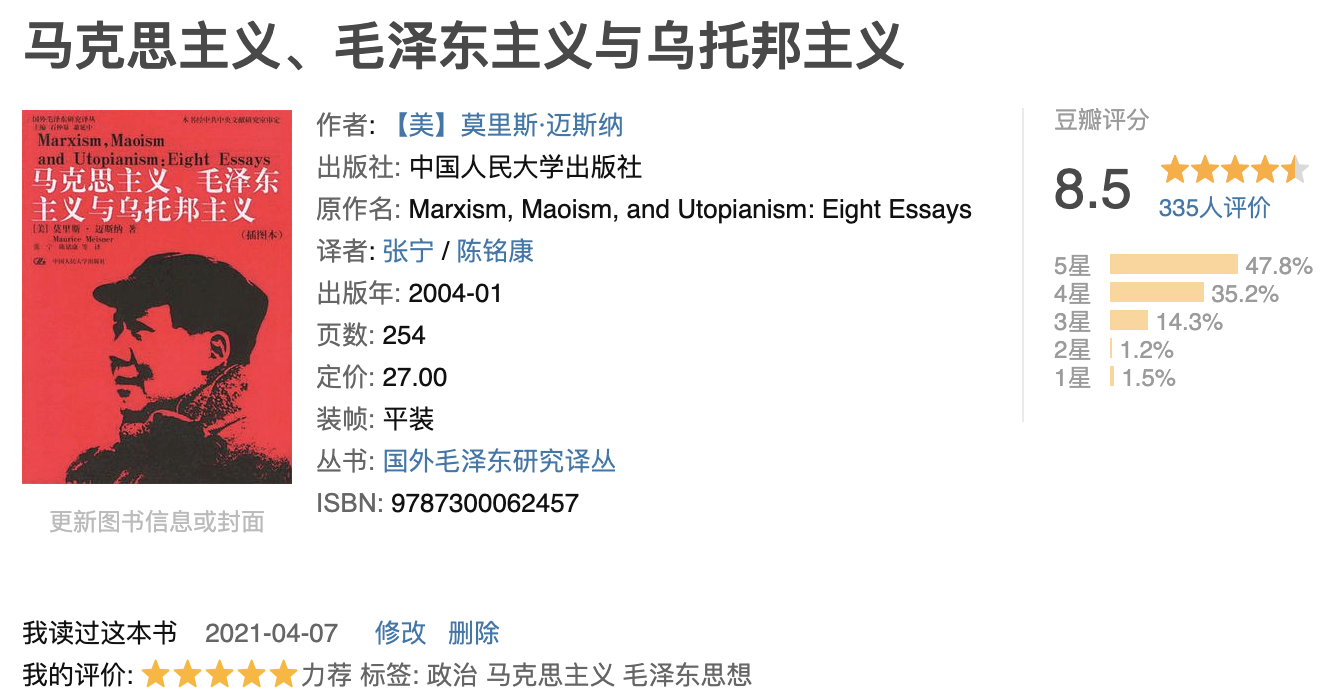 马克思主义、毛泽东主义与乌托邦主义
国外毛泽东研究译丛
主编 石仲泉 萧延中
本书经中共中央文献研究室审定
Marxism,Maoism
and Utopianism:Eight Essays
马克思主义、毛泽东
主义与乌托邦主义
[美] 莫里斯·迈斯纳 著
(插图本)
Maurice Meisner
张 宁 陈铭康 等 译
中国人民大学出版社
更新图书信息或封面
作者: 【美】莫里斯·迈斯纳
出版社: 中国人民大学出版社
原作名: Marxism, Maoism, and Utopianism: Eight Essays
译者: 张宁 / 陈铭康
出版年: 2004-01
页数: 254
定价: 27.00
装帧: 平装
丛书: 国外毛泽东研究译丛
ISBN: 9787300062457
豆瓣评分
8.5
335人评价
5星 47.8%
4星 35.2%
3星 14.3%
2星 1.2%
1星 1.5%
我读过这本书 2021-04-07 修改 删除
我的评价: 力荐 标签: 政治 马克思主义 毛泽东思想